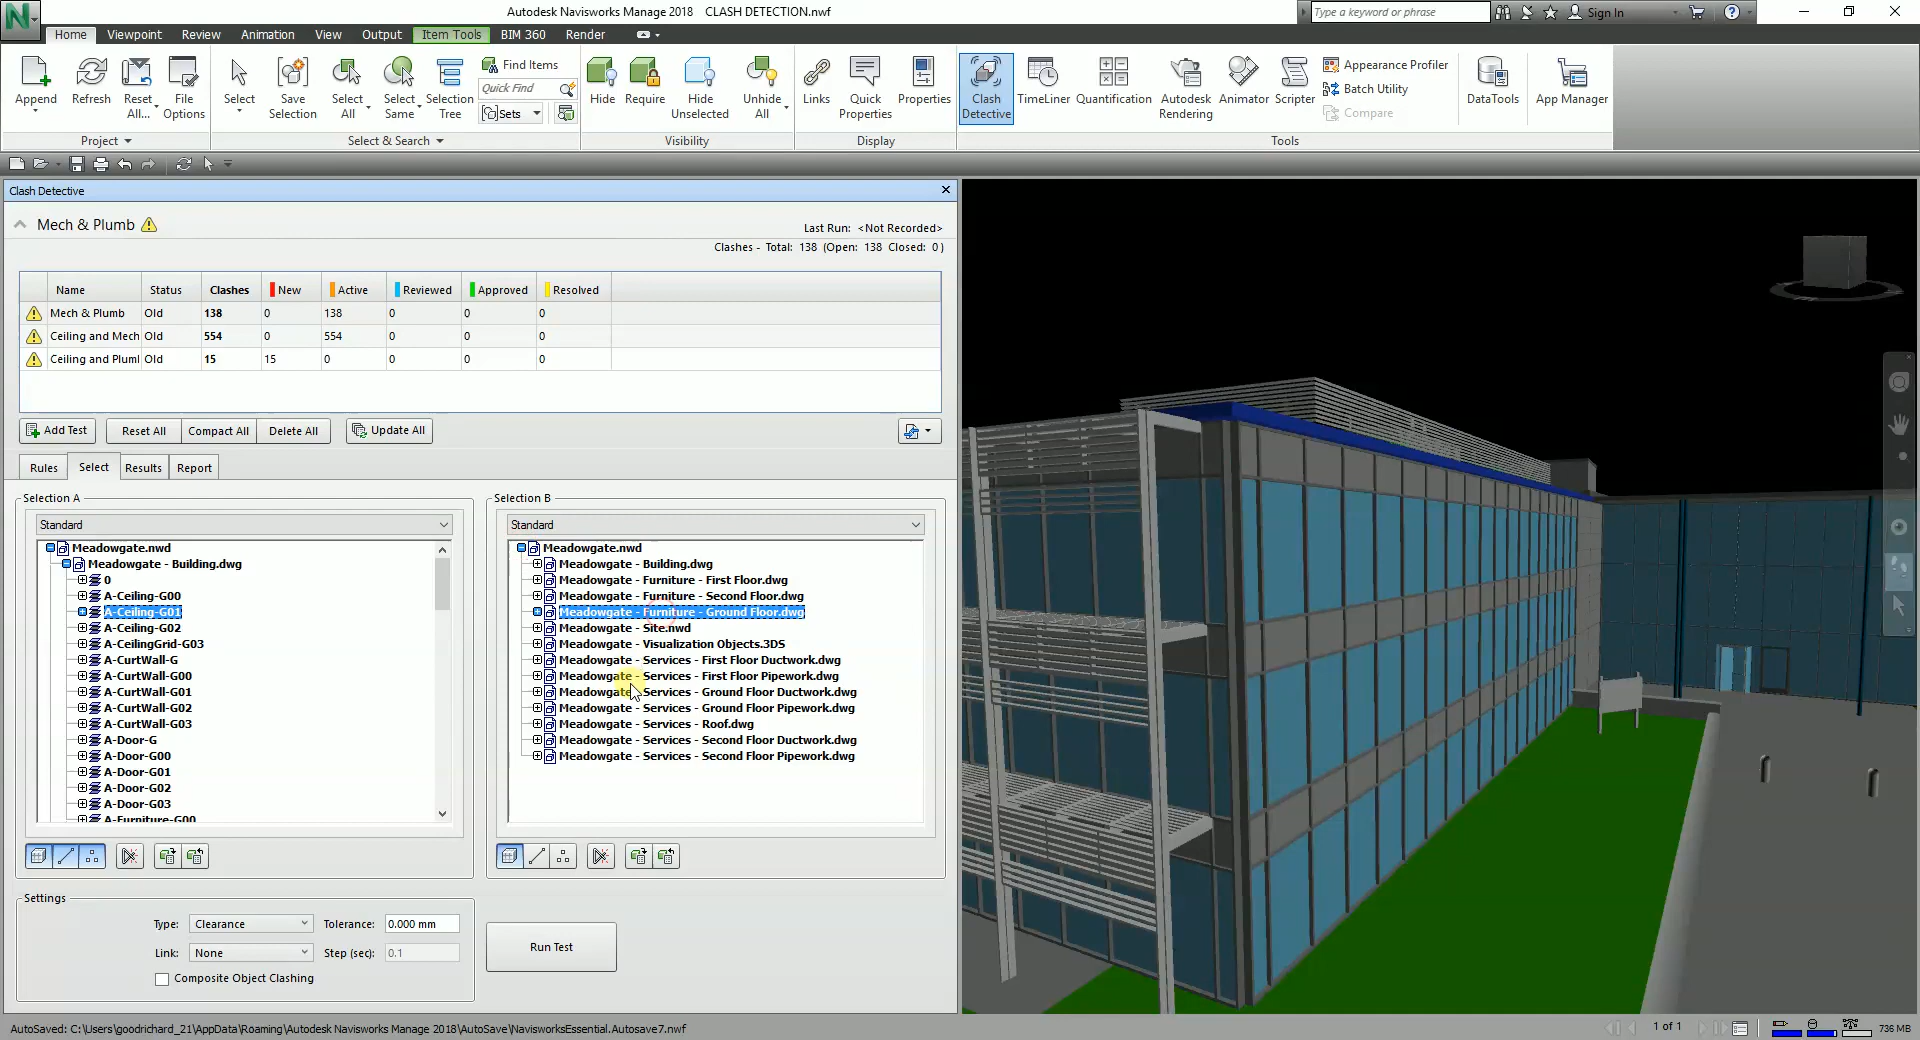 Autodesk Navisworks Manage 2018 CLASH DETECTION.nwf
Type a keyword or phrase
Sign In
Home Viewpoint Review Animation View Output Item Tools BIM 360 Render
Append
Refresh
Reset All...
File Options
Project
Select
Save Selection
Select All
Select Same
Selection Tree
Find Items
Quick Find
Sets
Select & Search
Hide
Require
Hide Unselected
Unhide All
Visibility
Links
Quick Properties
Properties
Display
Clash Detective
TimeLiner
Quantification
Autodesk Rendering
Animator
Scripter
Appearance Profiler
Batch Utility
Compare
Tools
DataTools
App Manager
Clash Detective
Mech & Plumb
Last Run: <Not Recorded>
Clashes - Total: 138 (Open: 138 Closed: 0)
Name Status Clashes New Active Reviewed Approved Resolved
Mech & Plumb Old 138 0 138 0 0 0
Ceiling and Mech Old 554 0 554 0 0 0
Ceiling and Plum Old 15 15 0 0 0 0
Add Test Reset All Compact All Delete All Update All
Rules Select Results Report
Selection A
Standard
Meadowgate.nwd
Meadowgate - Building.dwg
0
A-Ceiling-G00
A-Ceiling-G01
A-Ceiling-G02
A-CeilingGrid-G03
A-CurtWall-G
A-CurtWall-G00
A-CurtWall-G01
A-CurtWall-G02
A-CurtWall-G03
A-Door-G
A-Door-G00
A-Door-G01
A-Door-G02
A-Door-G03
A-Furniture-G00
Selection B
Standard
Meadowgate.nwd
Meadowgate - Building.dwg
Meadowgate - Furniture - First Floor.dwg
Meadowgate - Furniture - Second Floor.dwg
Meadowgate - Furniture - Ground Floor.dwg
Meadowgate - Site.nwd
Meadowgate - Visualization Objects.3DS
Meadowgate - Services - First Floor Ductwork.dwg
Meadowgate - Services - First Floor Pipework.dwg
Meadowgate - Services - Ground Floor Ductwork.dwg
Meadowgate - Services - Ground Floor Pipework.dwg
Meadowgate - Services - Roof.dwg
Meadowgate - Services - Second Floor Ductwork.dwg
Meadowgate - Services - Second Floor Pipework.dwg
Settings
Type: Clearance Tolerance: 0.000 mm
Link: None Step (sec): 0.1
Composite Object Clashing
Run Test
AutoSaved: C:\Users\goodrichard_21\AppData\Roaming\Autodesk Navisworks Manage 2018\AutoSave\NavisworksEssential.Autosave7.nwf
1 of 1
736 MB